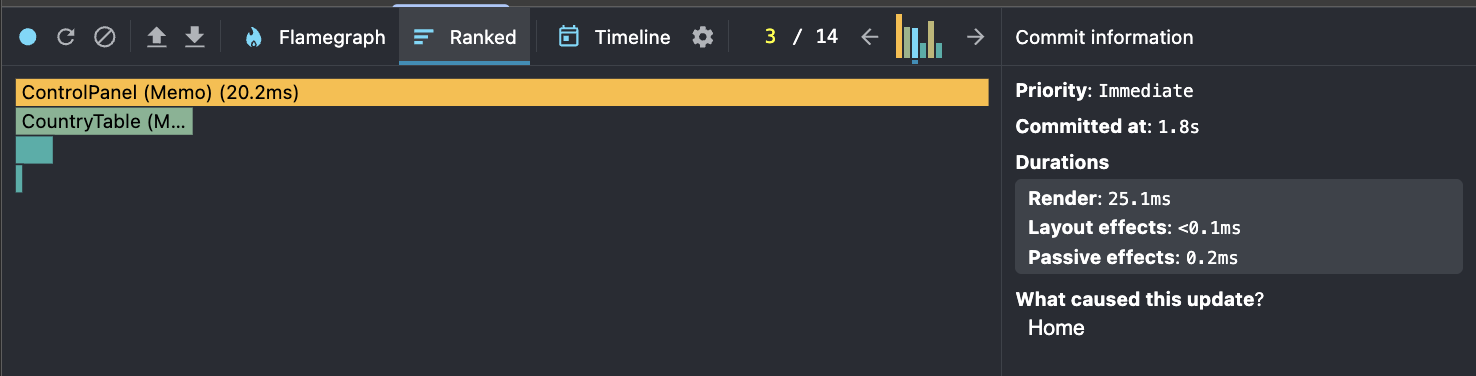 Flamegraph Ranked Timeline 3 / 14 Commit information
ControlPanel (Memo) (20.2ms)
CountryTable (M...
Priority: Immediate
Committed at: 1.8s
Durations
Render: 25.1ms
Layout effects: <0.1ms
Passive effects: 0.2ms
What caused this update?
Home